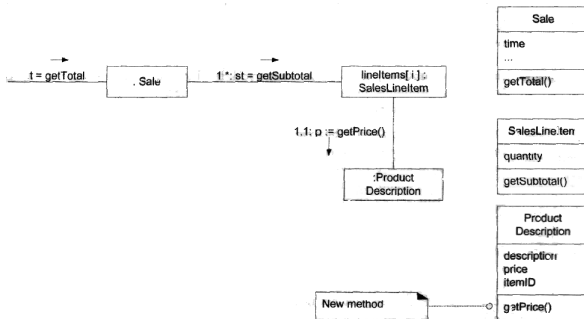 t = getTotal
: Sale
1 *: st = getSubtotal
lineItems[ i ] :
SalesLineItem
1.1: p := getPrice()
:Product
Description
Sale
time
...
getTotal()
SalesLineItem
quantity
getSubtotal()
Product
Description
description
price
itemID
getPrice()
New method